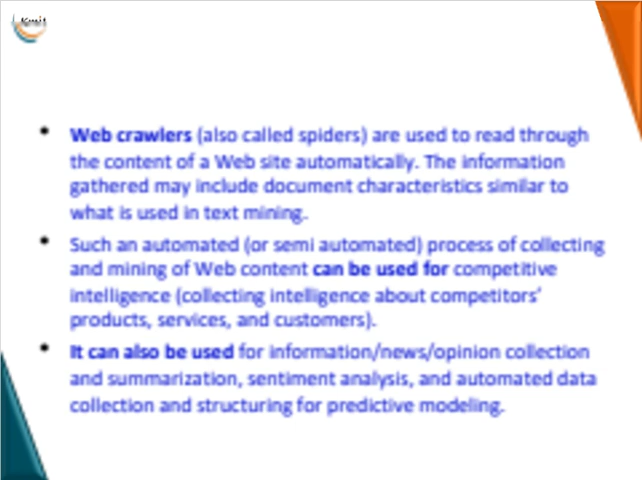 • Web crawlers (also called spiders) are used to read through
the content of a Web site automatically. The information
gathered may include document characteristics similar to
what is used in text mining.
• Such an automated (or semi automated) process of collecting
and mining of Web content can be used for competitive
intelligence (collecting intelligence about competitors'
products, services, and customers).
• It can also be used for information/news/opinion collection
and summarization, sentiment analysis, and automated data
collection and structuring for predictive modeling.